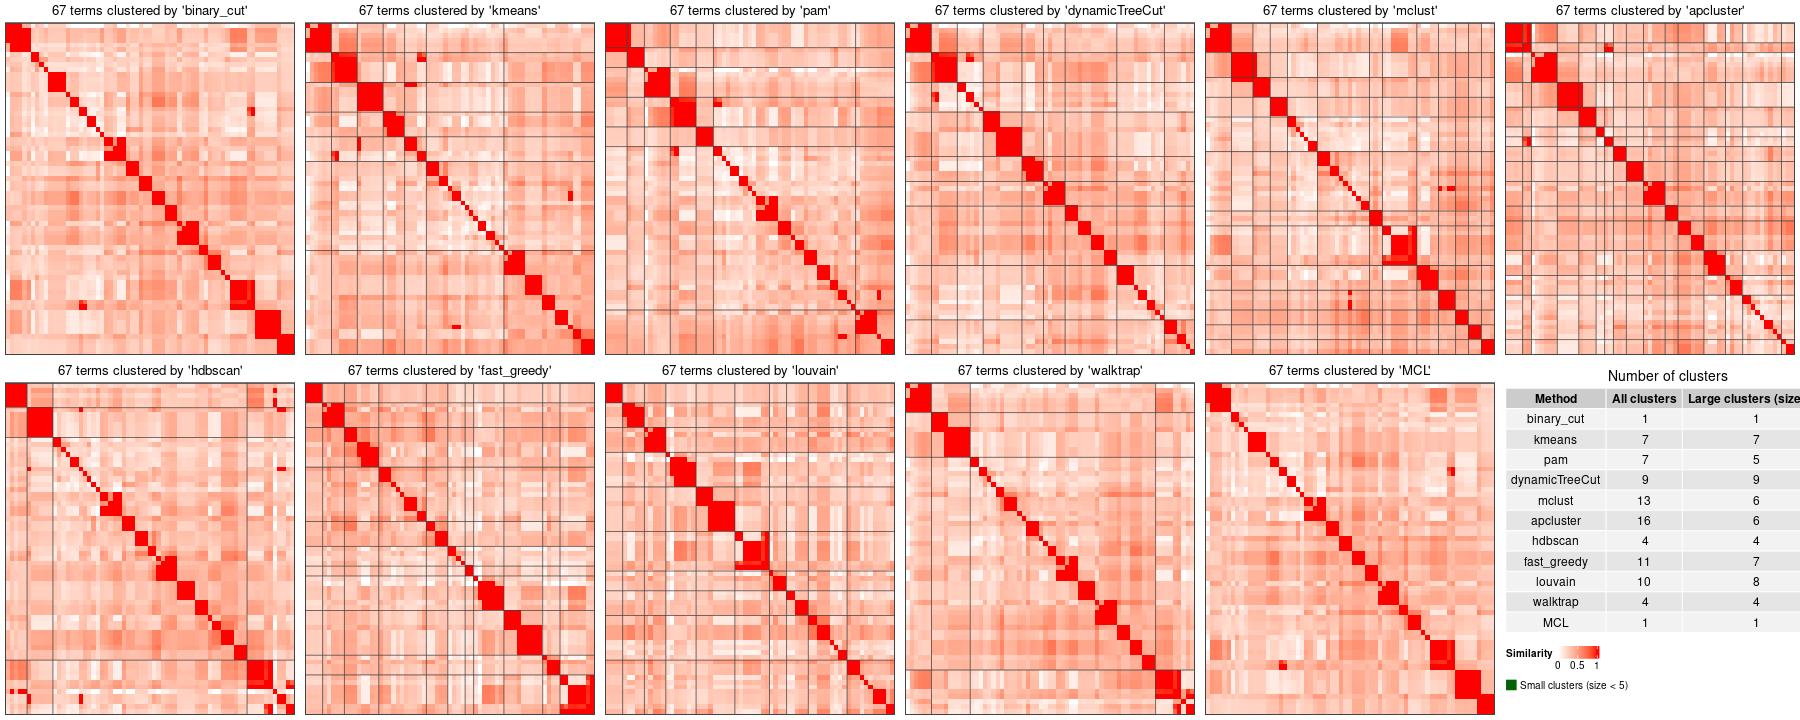 67 terms clustered by 'binary_cut'
67 terms clustered by 'kmeans'
67 terms clustered by 'pam'
67 terms clustered by 'dynamicTreeCut'
67 terms clustered by 'mclust'
67 terms clustered by 'apcluster'
67 terms clustered by 'hdbscan'
67 terms clustered by 'fast_greedy'
67 terms clustered by 'louvain'
67 terms clustered by 'walktrap'
67 terms clustered by 'MCL'
Number of clusters
Method All clusters Large clusters (size
binary_cut 1 1
kmeans 7 7
pam 7 5
dynamicTreeCut 9 9
mclust 13 6
apcluster 16 6
hdbscan 4 4
fast_greedy 11 7
louvain 10 8
walktrap 4 4
MCL 1 1
Similarity
0 0.5 1
Small clusters (size < 5)